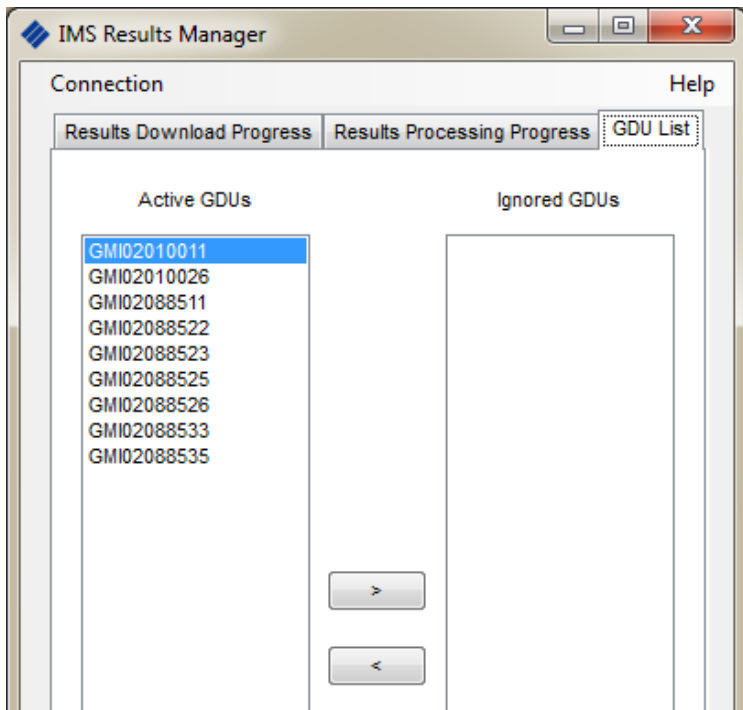 IMS Results Manager
Connection Help
Results Download Progress Results Processing Progress GDU List
Active GDUs Ignored GDUs
GMI02010011
GMI02010026
GMI02088511
GMI02088522
GMI02088523
GMI02088525
GMI02088526
GMI02088533
GMI02088535
>
<